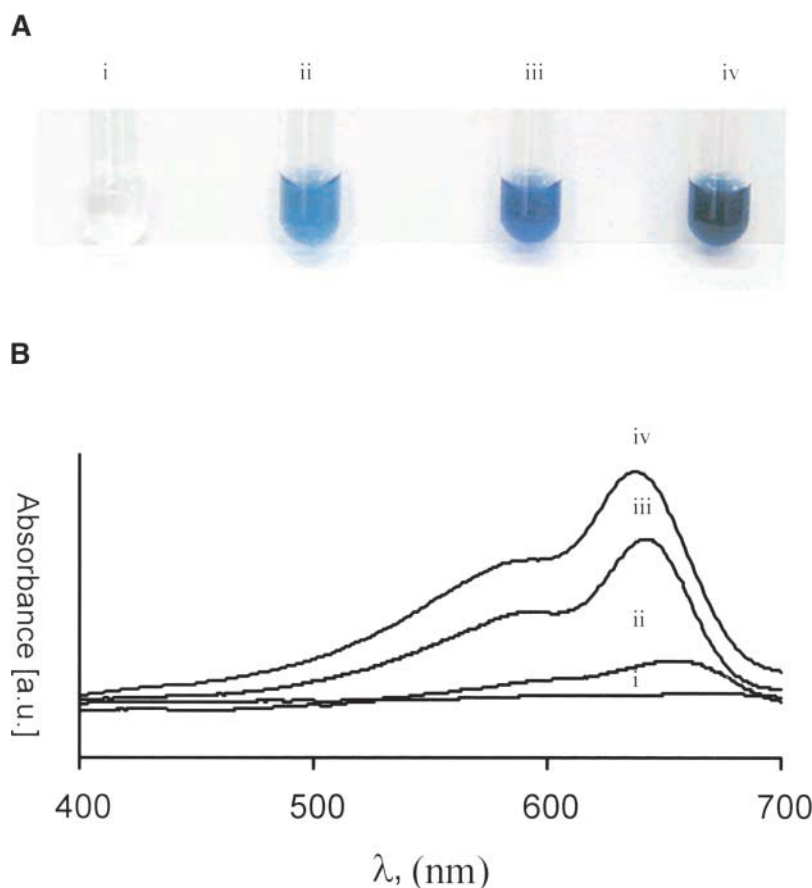 A
i ii iii iv
B
iv
iii
ii
i
Absorbance [a.u.]
400 500 600 700
λ, (nm)